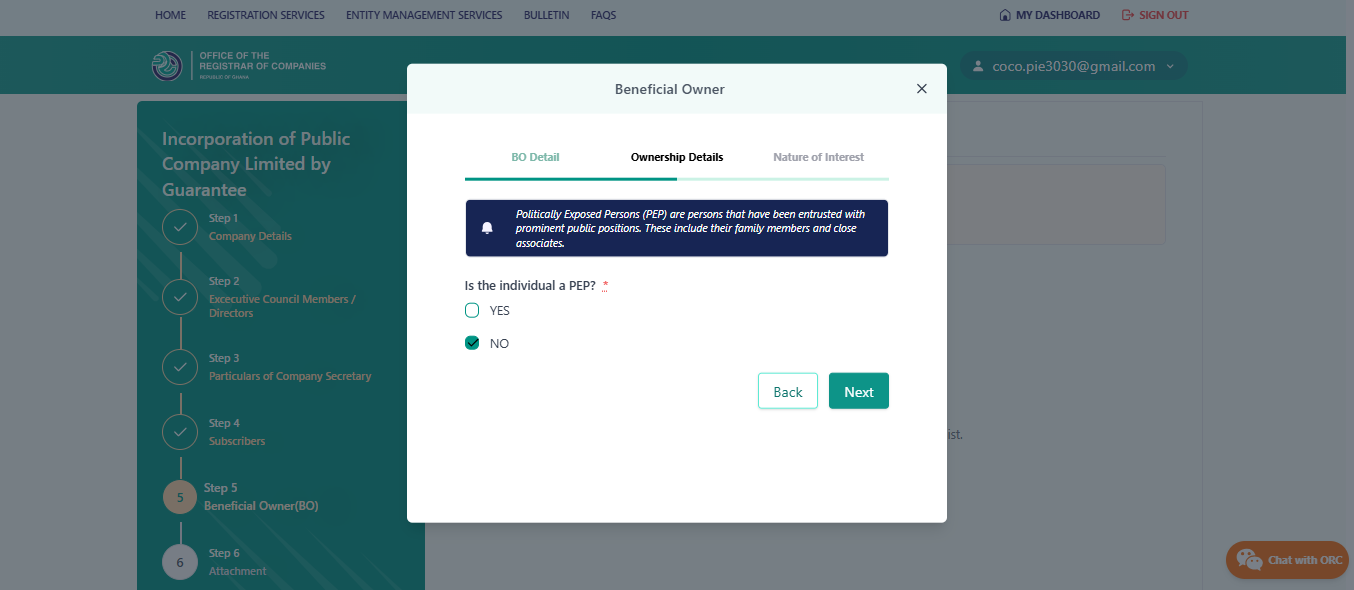 HOME REGISTRATION SERVICES ENTITY MANAGEMENT SERVICES BULLETIN FAQS MY DASHBOARD SIGN OUT
OFFICE OF THE
REGISTRAR OF COMPANIES
REPUBLIC OF GHANA
coco.pie3030@gmail.com
Incorporation of Public
Company Limited by
Guarantee
Step 1
Company Details
Step 2
Excecutive Council Members /
Directors
Step 3
Particulars of Company Secretary
Step 4
Subscribers
5
Step 5
Beneficial Owner(BO)
6
Step 6
Attachment
Beneficial Owner
BO Detail Ownership Details Nature of Interest
Politically Exposed Persons (PEP) are persons that have been entrusted with
prominent public positions. These include their family members and close
associates.
Is the individual a PEP? *
YES
NO
Back Next
ist.
Chat with ORC